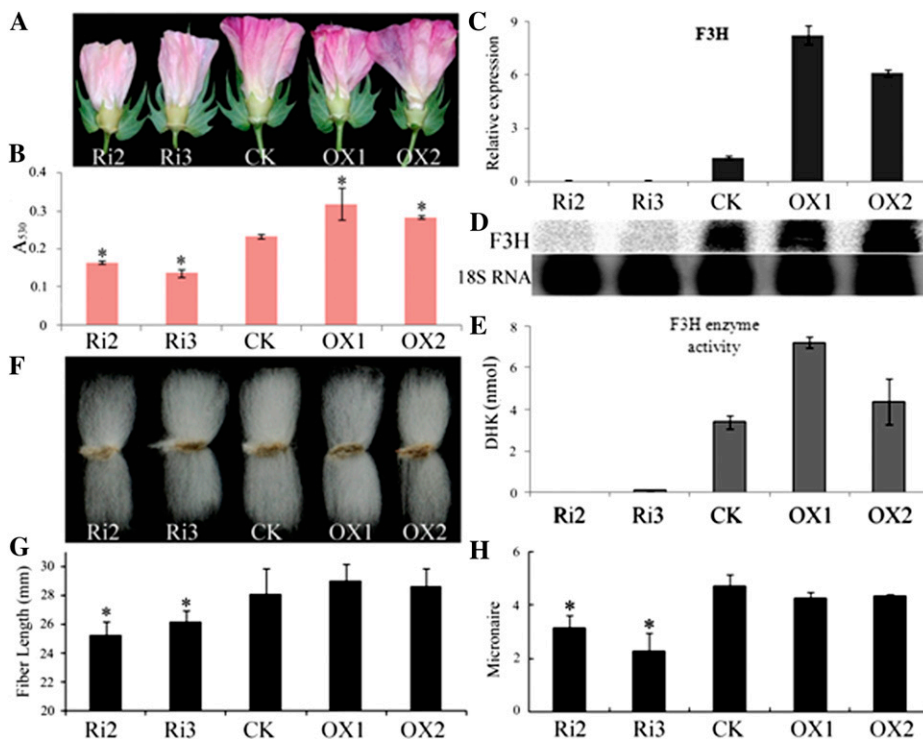 A
Ri2 Ri3 CK OX1 OX2
B
0.4
0.3
0.2
0.1
0
A530
* * * *
Ri2 Ri3 CK OX1 OX2
C
F3H
9
6
3
0
Relative expression
Ri2 Ri3 CK OX1 OX2
D
F3H
18S RNA
E
F3H enzyme
activity
8
6
4
2
0
DHK (nmol)
Ri2 Ri3 CK OX1 OX2
F
Ri2 Ri3 CK OX1 OX2
G
30
28
26
24
22
20
Fiber Length (mm)
* *
Ri2 Ri3 CK OX1 OX2
H
6
4
2
0
Micronaire
* *
Ri2 Ri3 CK OX1 OX2